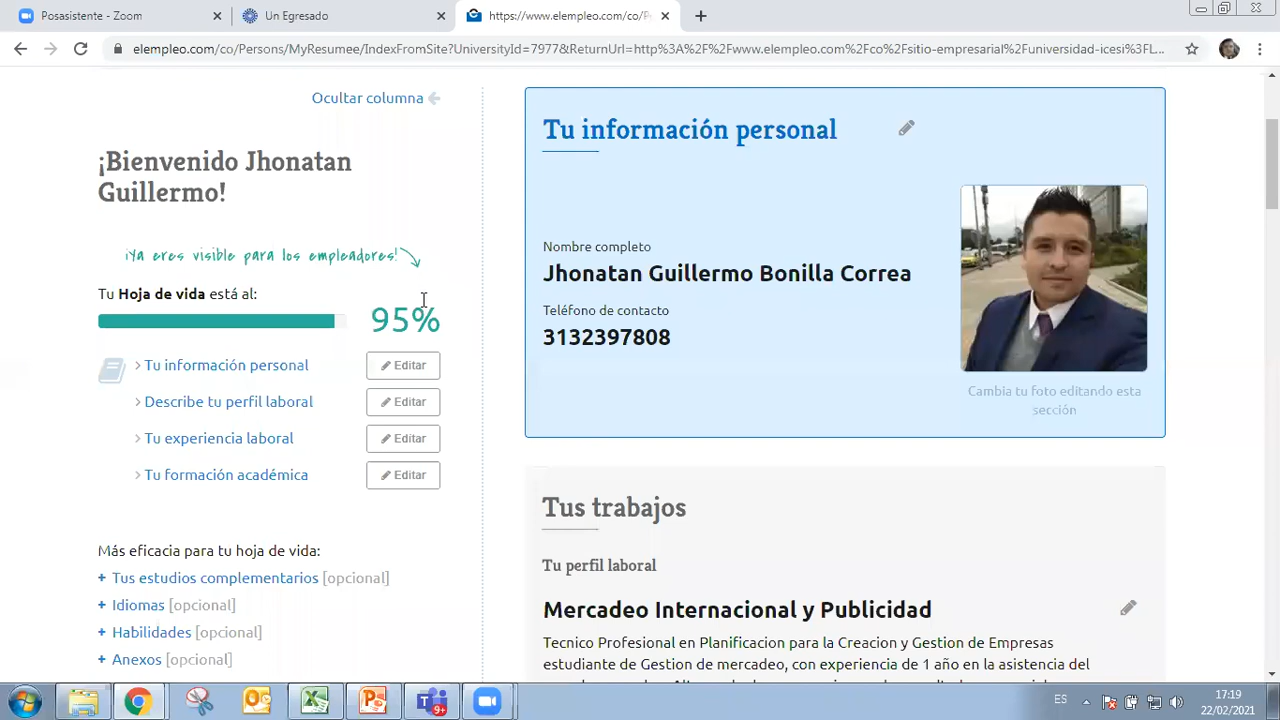 Posasistente - Zoom
Un Egresado
https://www.elempleo.com/co/P
elempleo.com/co/Persons/MyResumee/IndexFromSite?UniversityId=7977&ReturnUrl=http%3A%2F%2Fwww.elempleo.com%2Fco%2Fsitio-empresarial%2Funiversidad-icesi%3FL...
Ocultar columna
¡Bienvenido Jhonatan
Guillermo!
¡Ya eres visible para los empleadores!
Tu Hoja de vida está al:
95%
Tu información personal
Editar
Describe tu perfil laboral
Editar
Tu experiencia laboral
Editar
Tu formación académica
Editar
Más eficacia para tu hoja de vida:
+ Tus estudios complementarios [opcional]
+ Idiomas [opcional]
+ Habilidades [opcional]
+ Anexos [opcional]
Tu información personal
Nombre completo
Jhonatan Guillermo Bonilla Correa
Teléfono de contacto
3132397808
Cambia tu foto editando esta
sección
Tus trabajos
Tu perfil laboral
Mercadeo Internacional y Publicidad
Tecnico Profesional en Planificacion para la Creacion y Gestion de Empresas
estudiante de Gestion de mercadeo, con experiencia de 1 año en la asistencia del
ES
17:19
22/02/2021